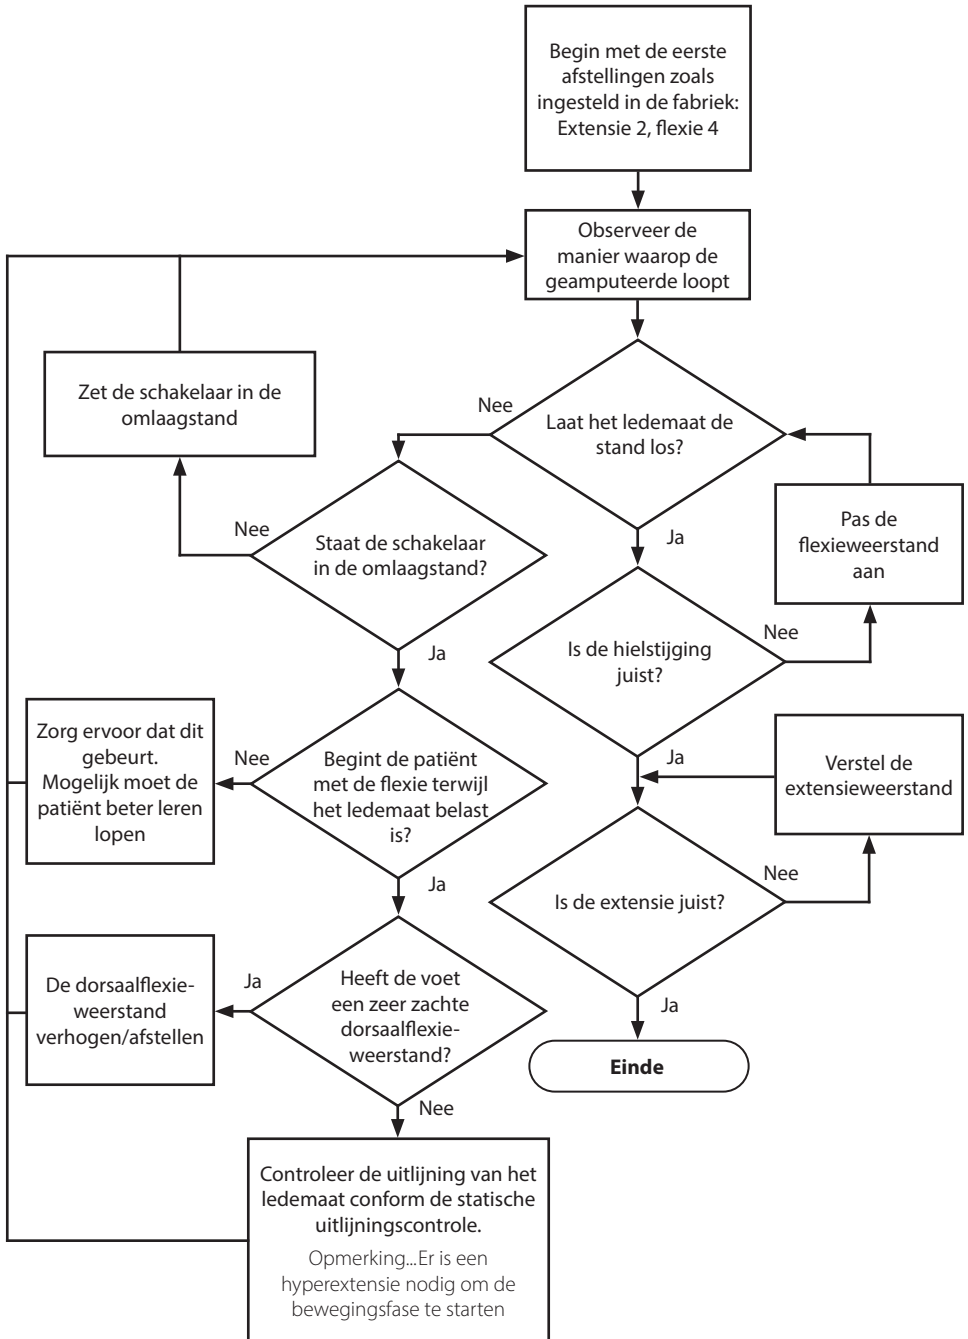 Begin met de eerste
afstellingen zoals
ingesteld in de fabriek:
Extensie 2, flexie 4
Observeer de
manier waarop de
geamputeerde loopt
Zet de schakelaar in de
omlaagstand
Nee
Laat het ledemaat de
stand los?
Nee
Staat de schakelaar
in de omlaagstand?
Ja
Pas de
flexieweerstand
aan
Ja
Is de hielstijging
juist?
Nee
Zorg ervoor dat dit
gebeurt.
Mogelijk moet de
patiënt beter leren
lopen
Nee
Begint de patiënt
met de flexie terwijl
het ledemaat belast
is?
Ja
Verstel de
extensieweerstand
Ja
Is de extensie juist?
Nee
De dorsaalflexie-
weerstand
verhogen/afstellen
Ja
Heeft de voet
een zeer zachte
dorsaalflexie-
weerstand?
Ja
Einde
Nee
Controleer de uitlijning van het
ledemaat conform de statische
uitlijningscontrole.
Opmerking...Er is een
hyperextensie nodig om de
bewegingsfase te starten